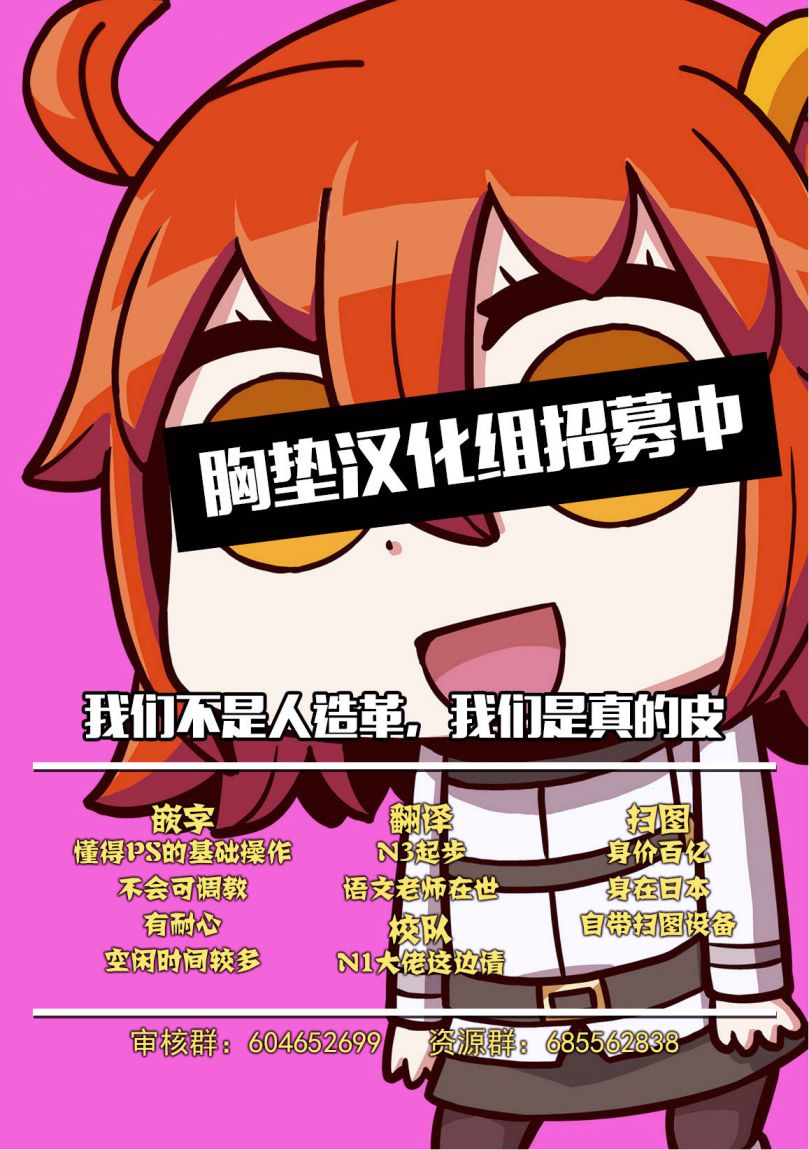 胸垫汉化组招募中
我们不是人造革，我们是真的皮
嵌字
懂得PS的基础操作
不会可调教
有耐心
空闲时间较多
翻译
N3起步
语文老师在世
校队
N1大佬这边请
扫图
身价百亿
身在日本
自带扫图设备
审核群：604652699 资源群：685562838